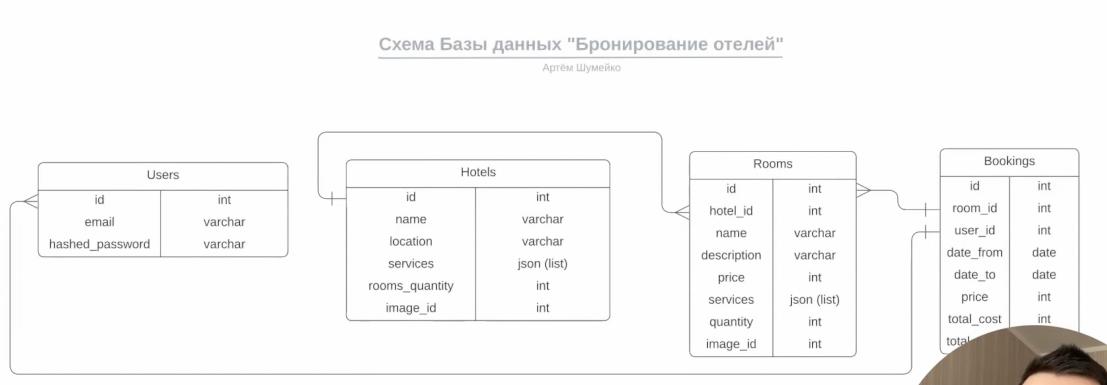 Схема Базы данных "Бронирование отелей"
Артём Шумейко
Users
id int
email varchar
hashed_password varchar
Hotels
id int
name varchar
location varchar
services json (list)
rooms_quantity int
image_id int
Rooms
id int
hotel_id int
name varchar
description varchar
price int
services json (list)
quantity int
image_id int
Bookings
id int
room_id int
user_id int
date_from date
date_to date
price int
total_cost int